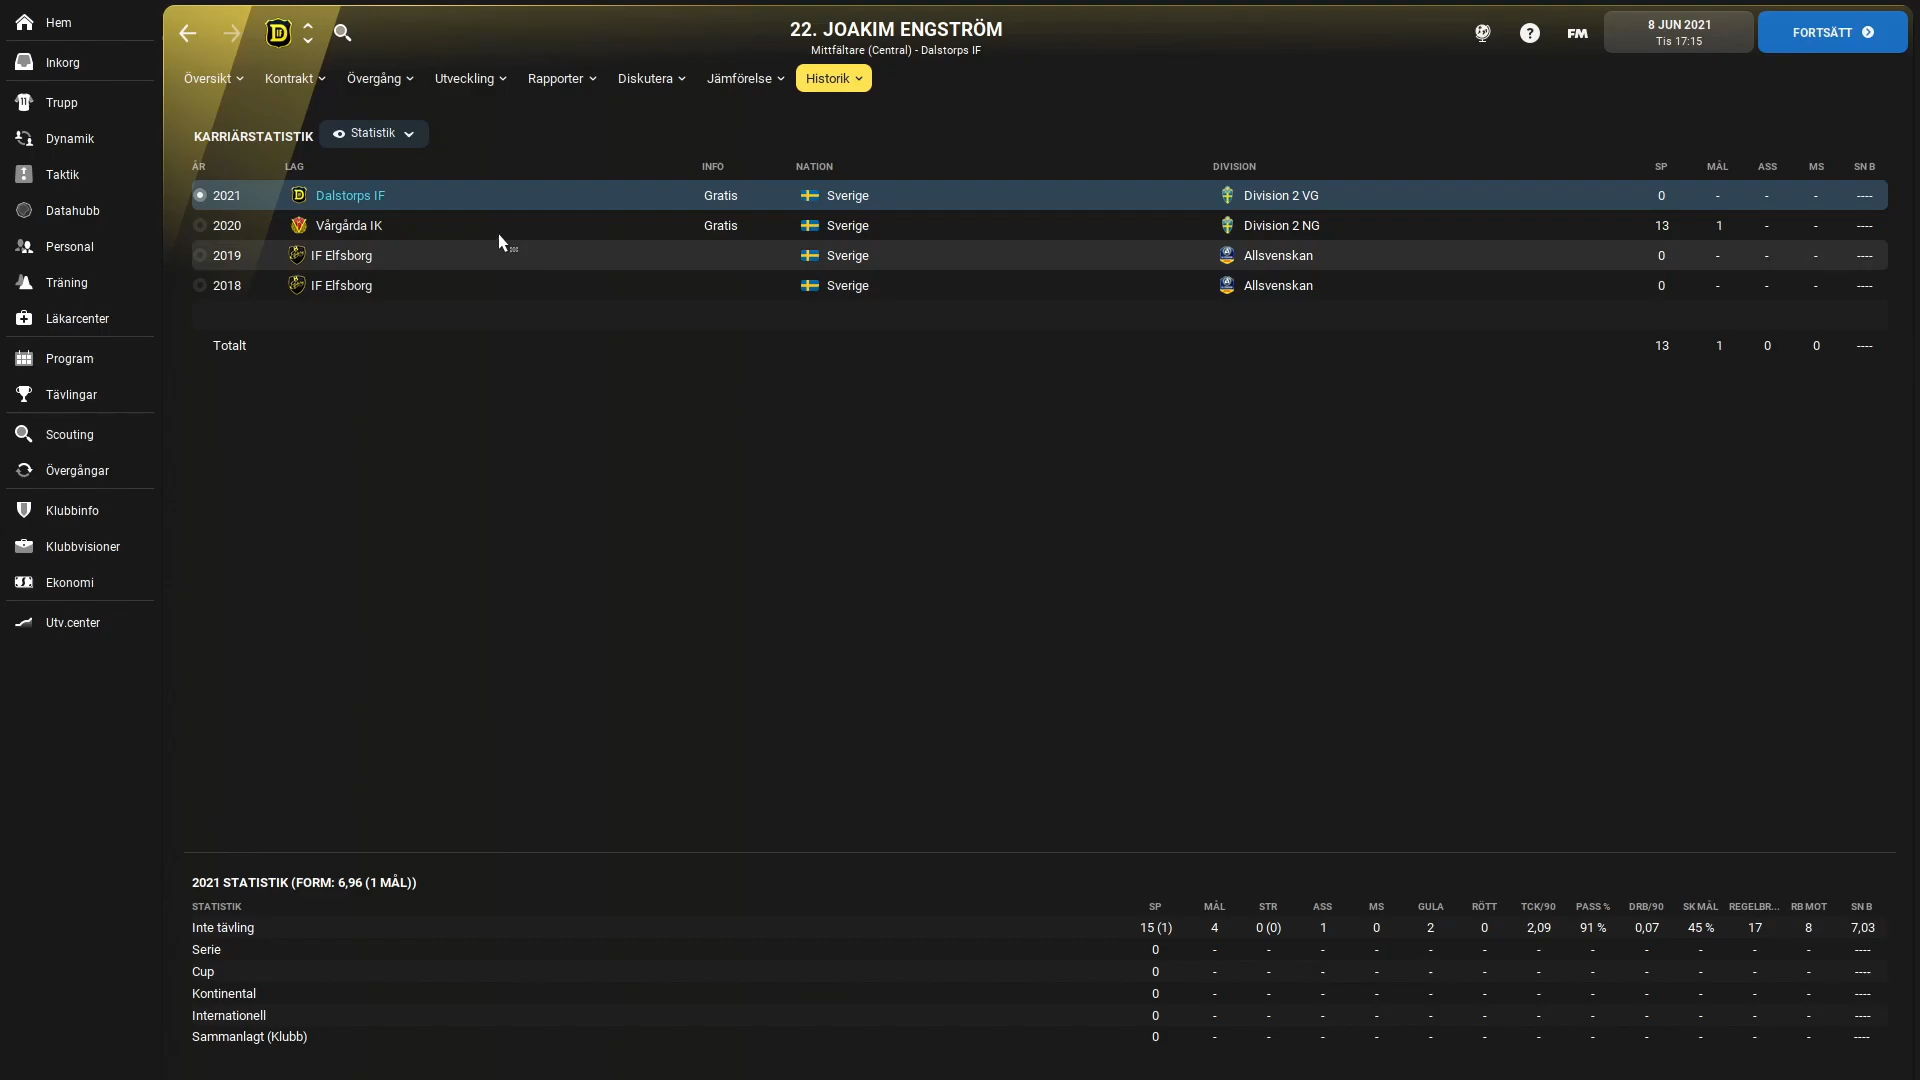 Hem
Inkorg
Trupp
Dynamik
Taktik
Datahubb
Personal
Träning
Läkarcenter
Program
Tävlingar
Scouting
Övergångar
Klubbinfo
Klubbvisioner
Ekonomi
Utv.center
22. JOAKIM ENGSTRÖM
Mittfältare (Central) - Dalstorps IF
FM
8 JUN 2021
Tis 17:15
FORTSÄTT
Översikt Kontrakt Övergång Utveckling Rapporter Diskutera Jämförelse Historik
KARRIÄRSTATISTIK Statistik
ÅR LAG INFO NATION DIVISION SP MÅL ASS MS SN B
2021 Dalstorps IF Gratis Sverige Division 2 VG 0 - - - ----
2020 Vårgårda IK Gratis Sverige Division 2 NG 13 1 - - ----
2019 IF Elfsborg Sverige Allsvenskan 0 - - - ----
2018 IF Elfsborg Sverige Allsvenskan 0 - - - ----
Totalt 13 1 0 0 ----
2021 STATISTIK (FORM: 6,96 (1 MÅL))
STATISTIK SP MÅL STR ASS MS GULA RÖTT TCK/90 PASS % DRB/90 SK MÅL REGELBR... RB MOT SN B
Inte tävling 15 (1) 4 0 (0) 1 0 2 0 2,09 91 % 0,07 45 % 17 8 7,03
Serie 0 - - - - - - - - - - - - ----
Cup 0 - - - - - - - - - - - - ----
Kontinental 0 - - - - - - - - - - - - ----
Internationell 0 - - - - - - - - - - - - ----
Sammanlagt (Klubb) 0 - - - - - - - - - - - - ----